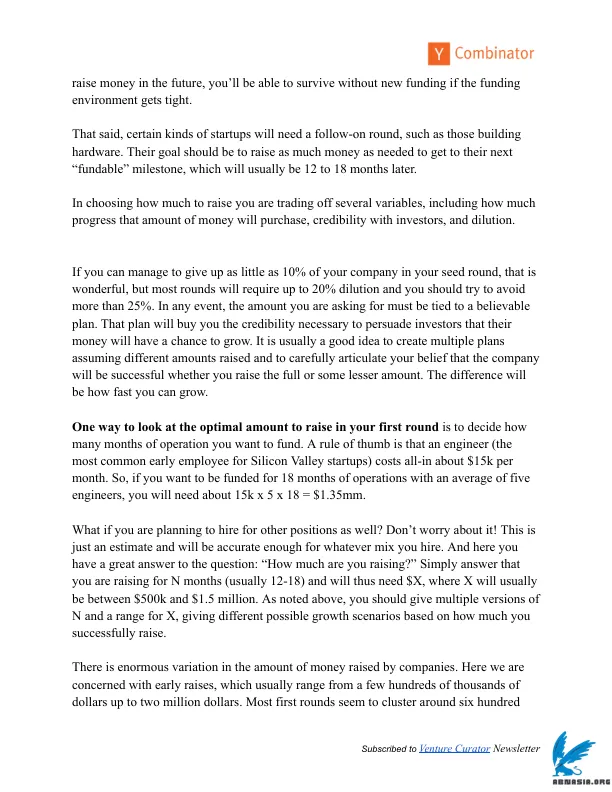 Y Combinator
raise money in the future, you’ll be able to survive without new funding if the funding
environment gets tight.
That said, certain kinds of startups will need a follow-on round, such as those building
hardware. Their goal should be to raise as much money as needed to get to their next
“fundable” milestone, which will usually be 12 to 18 months later.
In choosing how much to raise you are trading off several variables, including how much
progress that amount of money will purchase, credibility with investors, and dilution.
If you can manage to give up as little as 10% of your company in your seed round, that is
wonderful, but most rounds will require up to 20% dilution and you should try to avoid
more than 25%. In any event, the amount you are asking for must be tied to a believable
plan. That plan will buy you the credibility necessary to persuade investors that their
money will have a chance to grow. It is usually a good idea to create multiple plans
assuming different amounts raised and to carefully articulate your belief that the company
will be successful whether you raise the full or some lesser amount. The difference will
be how fast you can grow.
One way to look at the optimal amount to raise in your first round is to decide how
many months of operation you want to fund. A rule of thumb is that an engineer (the
most common early employee for Silicon Valley startups) costs all-in about $15k per
month. So, if you want to be funded for 18 months of operations with an average of five
engineers, you will need about 15k x 5 x 18 = $1.35mm.
What if you are planning to hire for other positions as well? Don’t worry about it! This is
just an estimate and will be accurate enough for whatever mix you hire. And here you
have a great answer to the question: “How much are you raising?” Simply answer that
you are raising for N months (usually 12-18) and will thus need $X, where X will usually
be between $500k and $1.5 million. As noted above, you should give multiple versions of
N and a range for X, giving different possible growth scenarios based on how much you
successfully raise.
There is enormous variation in the amount of money raised by companies. Here we are
concerned with early raises, which usually range from a few hundreds of thousands of
dollars up to two million dollars. Most first rounds seem to cluster around six hundred
Subscribed to Venture Curator Newsletter
ABNASIA.ORG